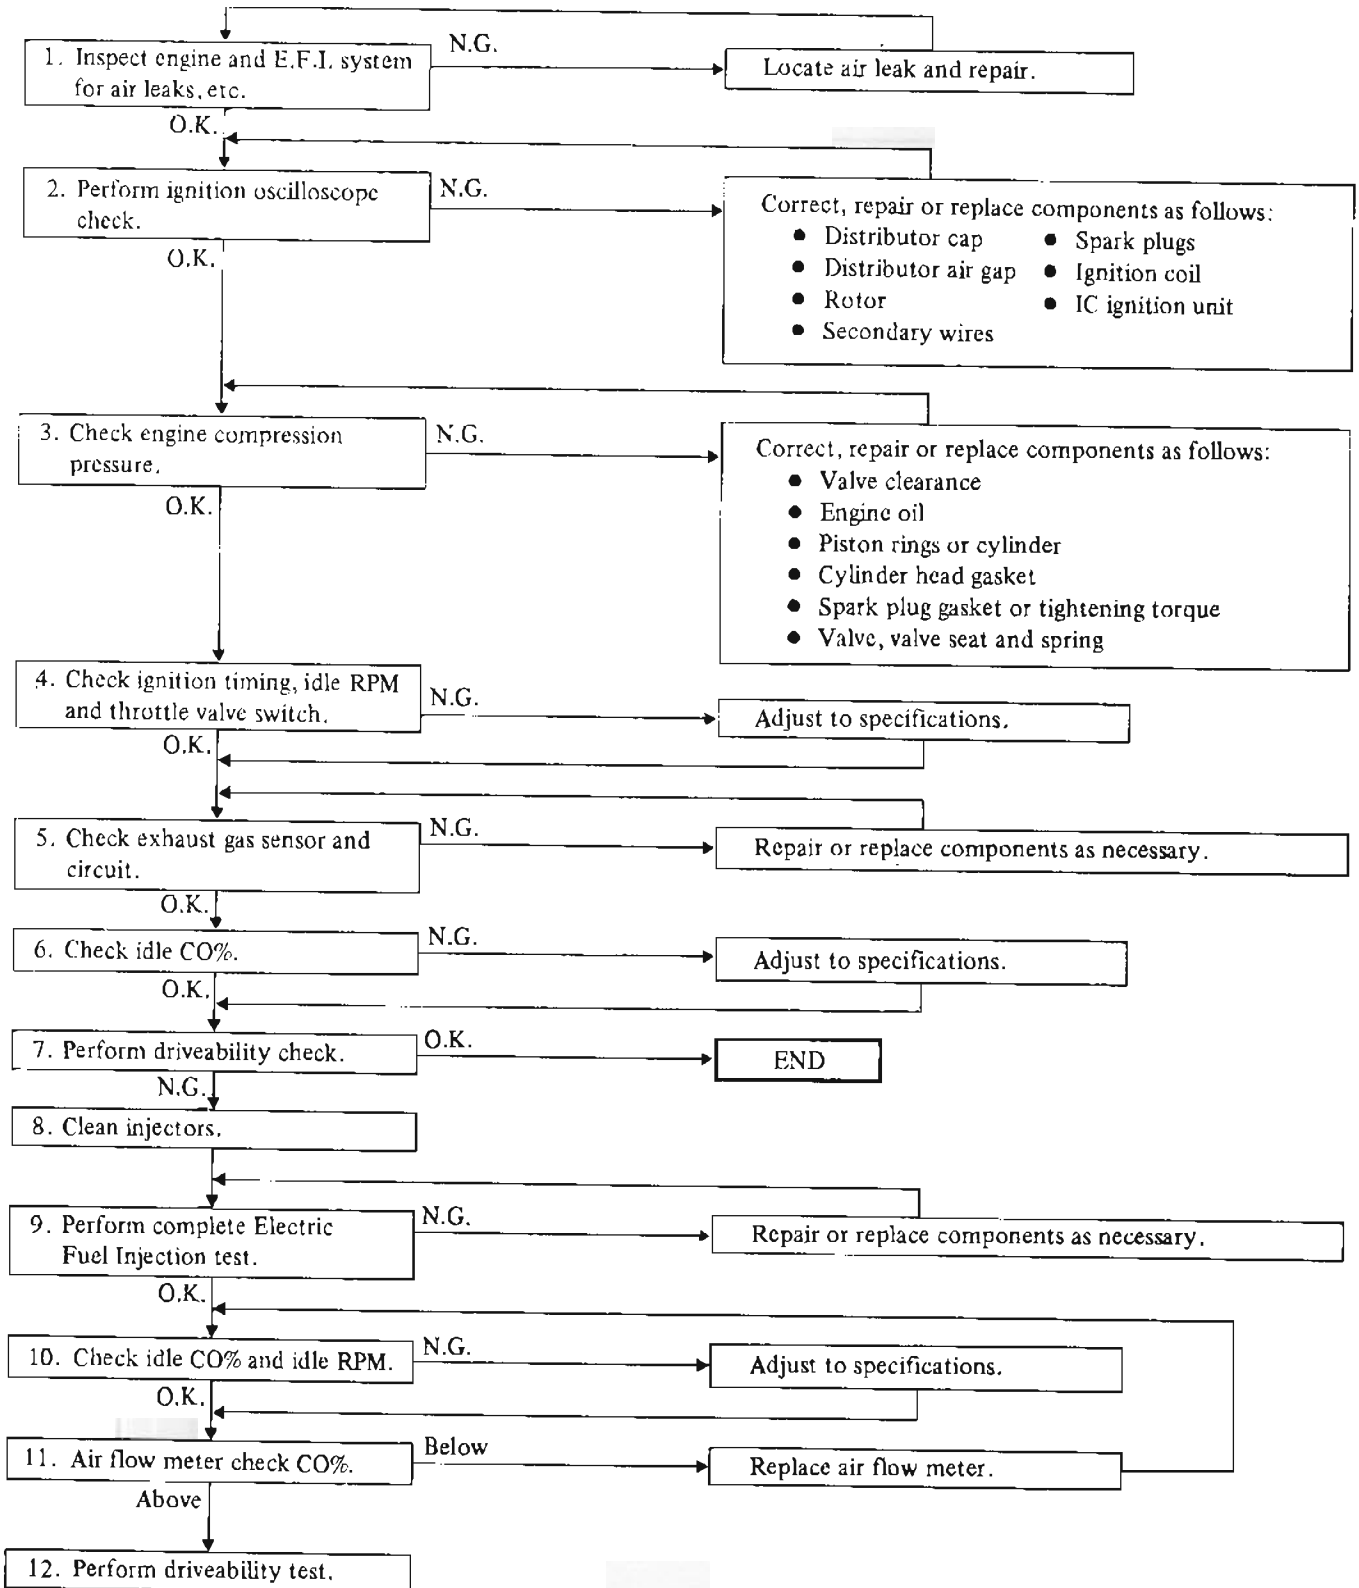 N.G.
1. Inspect engine and E.F.I. system
for air leaks, etc.
Locate air leak and repair.
O.K.
2. Perform ignition oscilloscope
check.
N.G.
Correct, repair or replace components as follows:
● Distributor cap ● Spark plugs
● Distributor air gap ● Ignition coil
● Rotor ● IC ignition unit
● Secondary wires
O.K.
3. Check engine compression
pressure.
N.G.
Correct, repair or replace components as follows:
● Valve clearance
● Engine oil
● Piston rings or cylinder
● Cylinder head gasket
● Spark plug gasket or tightening torque
● Valve, valve seat and spring
O.K.
4. Check ignition timing, idle RPM
and throttle valve switch.
N.G.
Adjust to specifications.
O.K.
5. Check exhaust gas sensor and
circuit.
N.G.
Repair or replace components as necessary.
O.K.
6. Check idle CO%.
N.G.
Adjust to specifications.
O.K.
7. Perform driveability check.
O.K.
END
N.G.
8. Clean injectors.
9. Perform complete Electric
Fuel Injection test.
N.G.
Repair or replace components as necessary.
O.K.
10. Check idle CO% and idle RPM.
N.G.
Adjust to specifications.
O.K.
11. Air flow meter check CO%.
Below
Replace air flow meter.
Above
12. Perform driveability test.